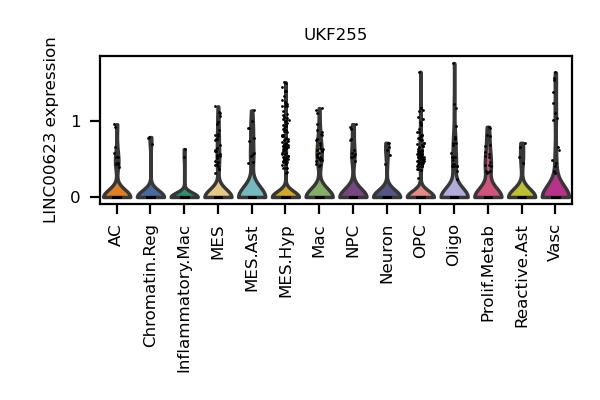 UKF255
LINC00623 expression
1
0
AC
Chromatin.Reg
Inflammatory.Mac
MES
MES.Ast
MES.Hyp
Mac
NPC
Neuron
OPC
Oligo
Prolif.Metab
Reactive.Ast
Vasc